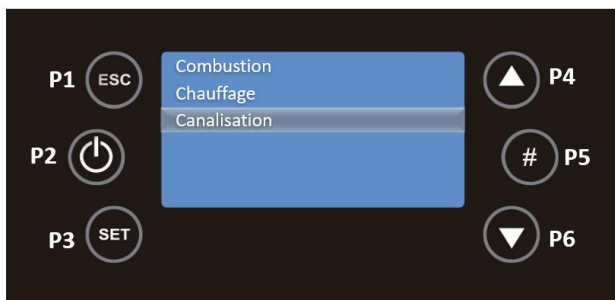 P1
ESC
Combustion
Chauffage
Canalisation
P4
P2
#
P5
P3
SET
P6